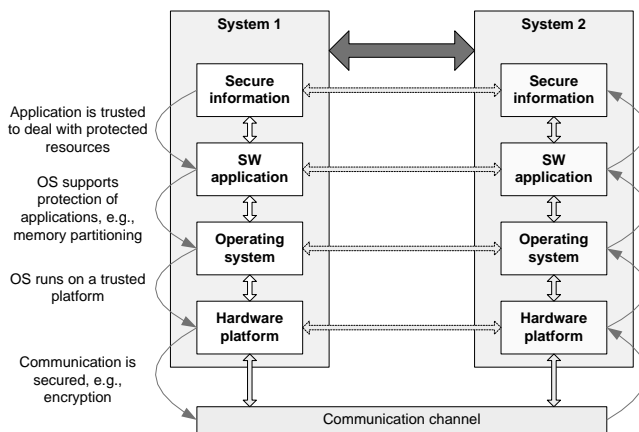 System 1
System 2
Secure
information
Secure
information
Application is trusted
to deal with protected
resources
SW
application
SW
application
OS supports
protection of
applications, e.g.,
memory partitioning
Operating
system
Operating
system
OS runs on a trusted
platform
Hardware
platform
Hardware
platform
Communication is
secured, e.g.,
encryption
Communication channel